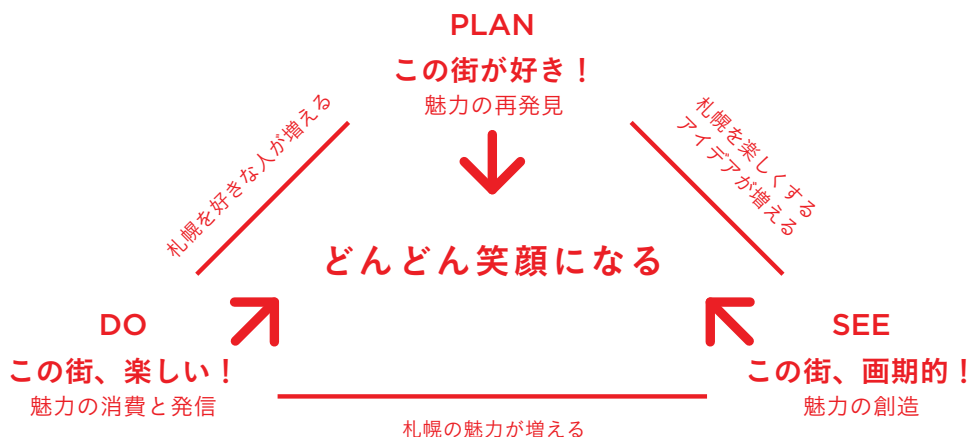 PLAN
この街が好き！
魅力の再発見
札幌を好きな人が増える
札幌を楽しくする
アイデアが増える
どんどん笑顔になる
DO
この街、楽しい！
魅力の消費と発信
SEE
この街、画期的！
魅力の創造
札幌の魅力が増える